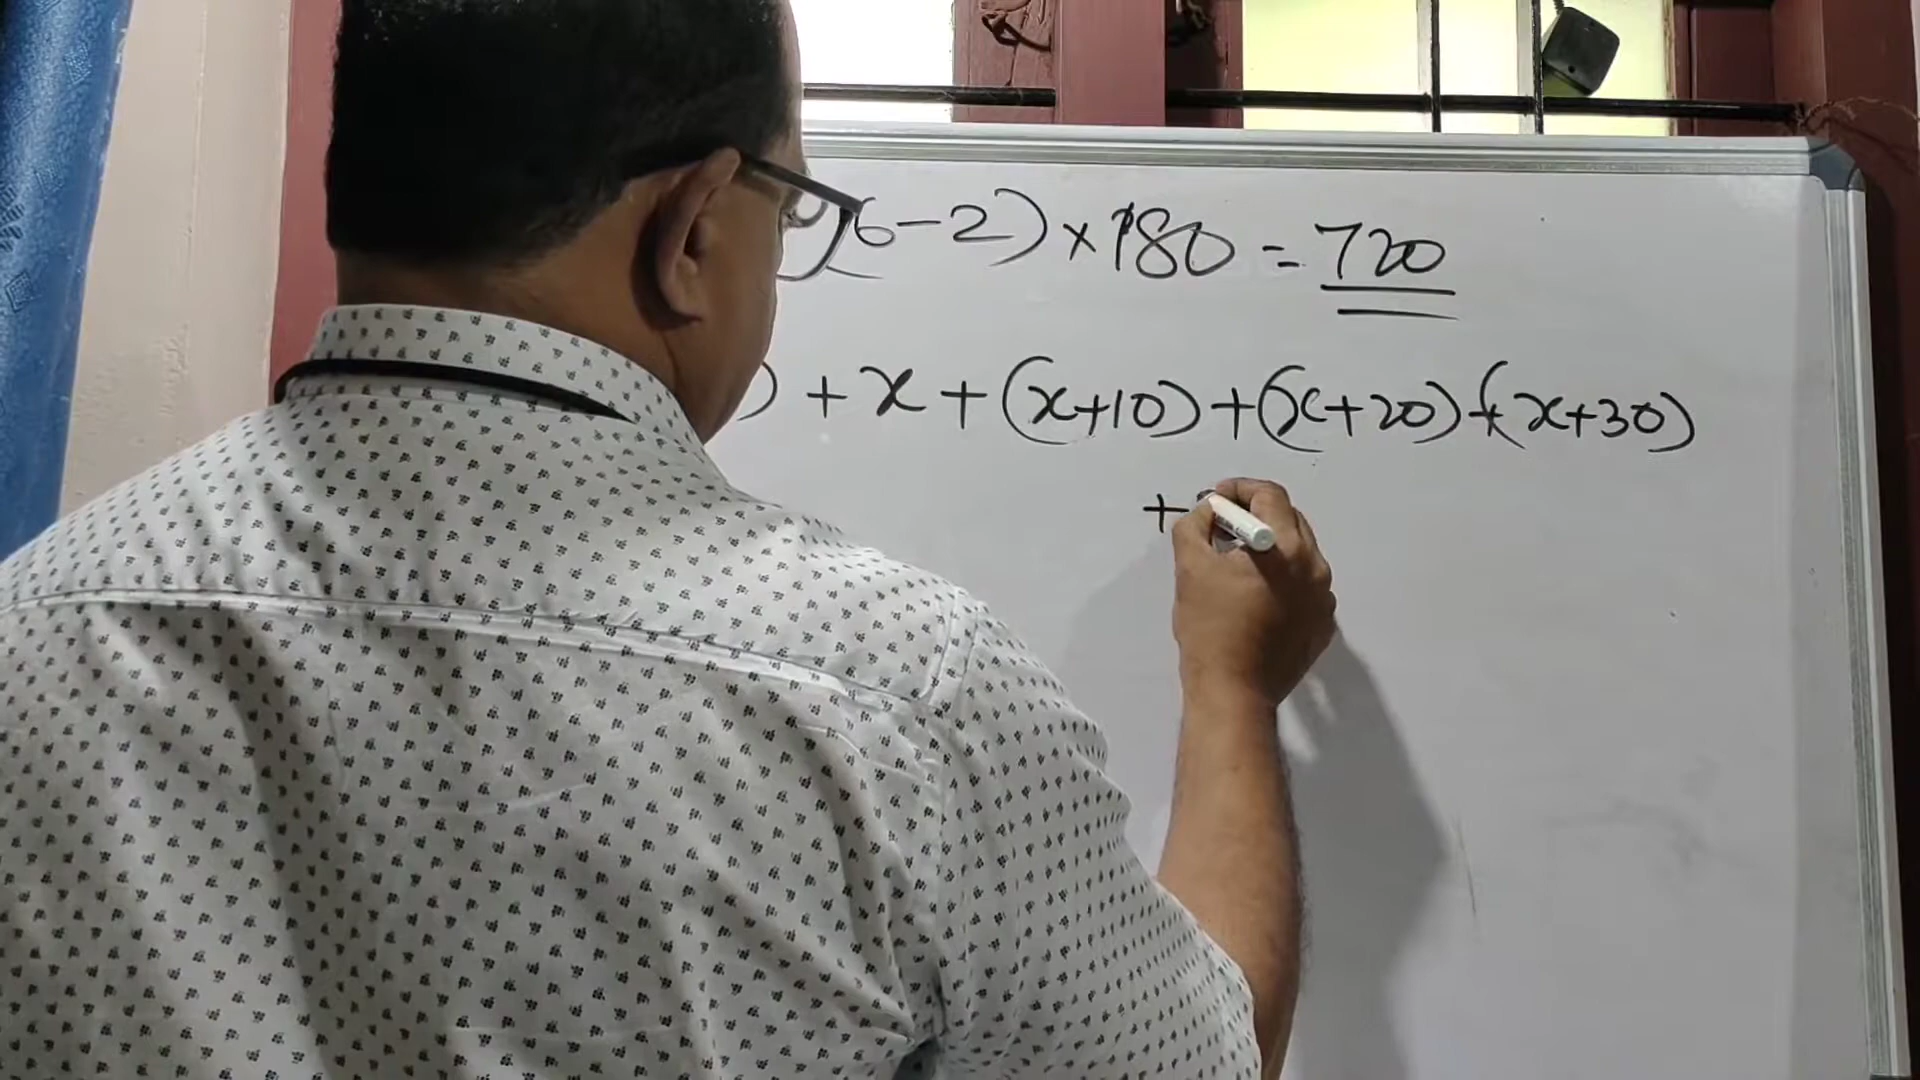 (6-2) × 180 = 720
) + x + (x+10) + (x+20) + (x+30)
+